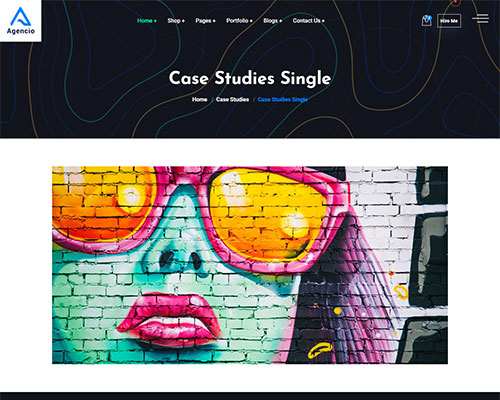 Agencio
Home + Shop + Pages + Portfolio + Blogs + Contact Us +
Hire Me
Case Studies Single
Home / Case Studies / Case Studies Single